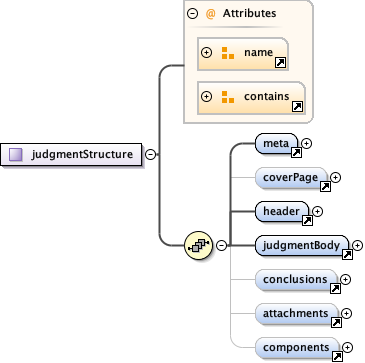 @ Attributes
name
contains
judgmentStructure
meta
coverPage
header
judgmentBody
conclusions
attachments
components